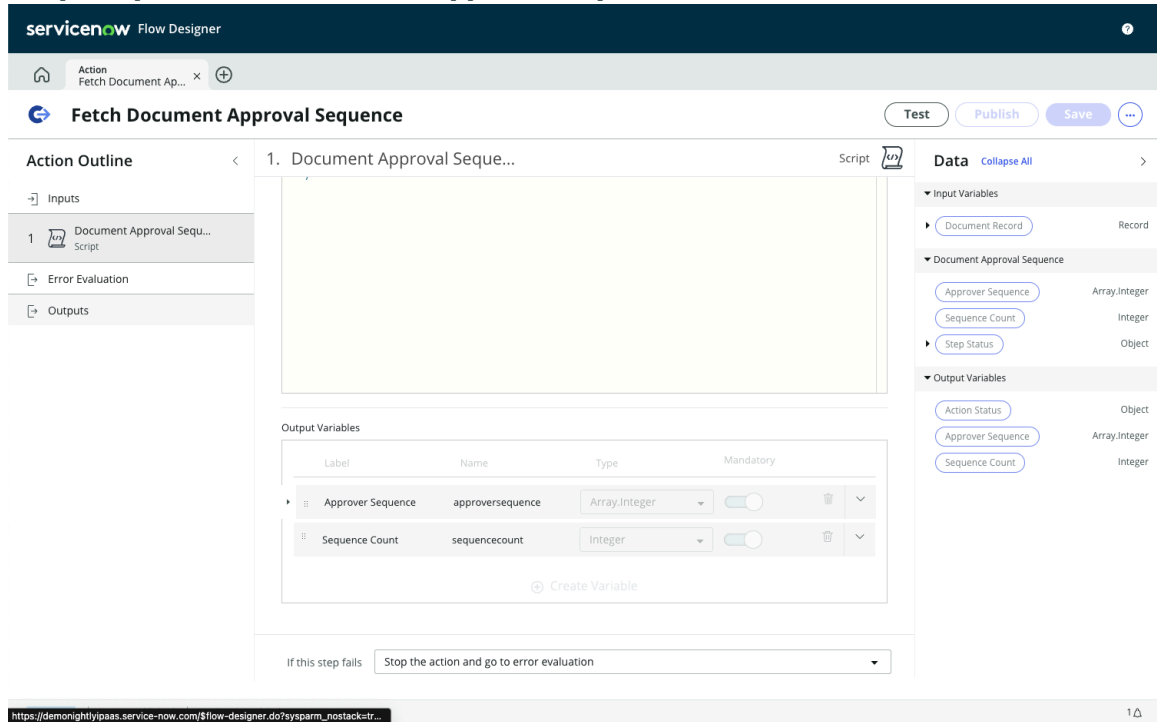 servicenow Flow Designer
Action
Fetch Document Ap... ×
Fetch Document Approval Sequence
Test
Publish
Save
Action Outline
Inputs
1 Document Approval Sequ...
Script
Error Evaluation
Outputs
1. Document Approval Seque...
Script
Output Variables
Label Name Type Mandatory
Approver Sequence approversequence Array.Integer
Sequence Count sequencecount Integer
Create Variable
If this step fails Stop the action and go to error evaluation
Data Collapse All
Input Variables
Document Record Record
Document Approval Sequence
Approver Sequence Array.Integer
Sequence Count Integer
Step Status Object
Output Variables
Action Status Object
Approver Sequence Array.Integer
Sequence Count Integer
https://demonightlyipaas.service-now.com/$flow-designer.do?sysparm_nostack=tr...
1